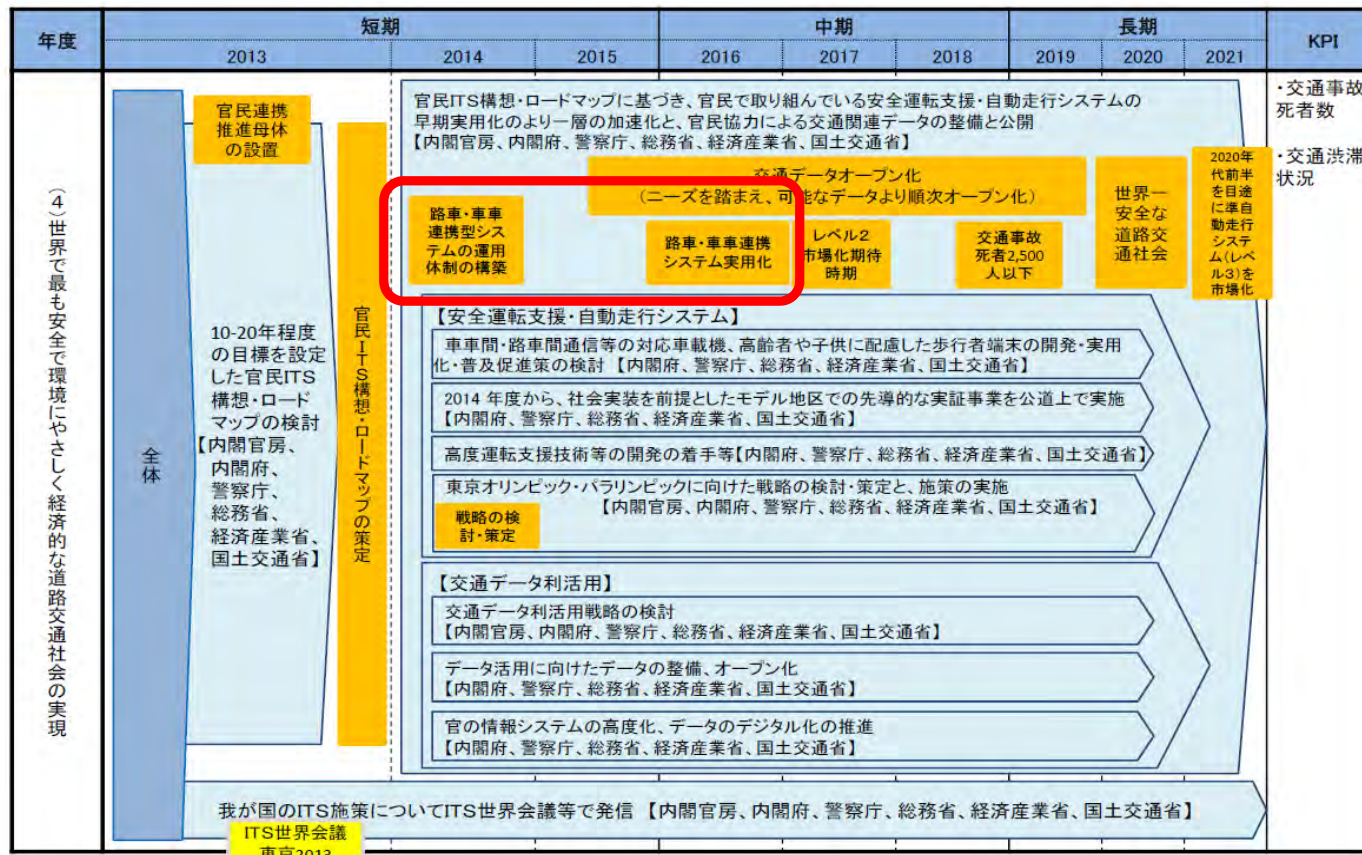 年度
短期
中期
長期
KPI
2013
2014
2015
2016
2017
2018
2019
2020
2021
(4)世界で最も安全で環境にやさしく経済的な道路交通社会の実現
全体
官民連携
推進母体
の設置
10-20年程度
の目標を設定
した官民ITS
構想・ロード
マップの検討
【内閣官房、
内閣府、
警察庁、
総務省、
経済産業省、
国土交通省】
官民ITS構想・ロードマップの策定
官民ITS構想・ロードマップに基づき、官民で取り組んでいる安全運転支援・自動走行システムの
早期実用化のより一層の加速化と、官民協力による交通関連データの整備と公開
【内閣官房、内閣府、警察庁、総務省、経済産業省、国土交通省】
交通データオープン化
(ニーズを踏まえ、可能なデータより順次オープン化)
路車・車車
連携型シス
テムの運用
体制の構築
路車・車車連携
システム実用化
レベル2
市場化期待
時期
交通事故
死者2,500
人以下
世界一
安全な
道路交
通社会
2020年
代前半
を目途
に準自
動走行
システ
ム(レベ
ル3)を
市場化
・交通事故
死者数
・交通渋滞
状況
【安全運転支援・自動走行システム】
車車間・路車間通信等の対応車載機、高齢者や子供に配慮した歩行者端末の開発・実用
化・普及促進策の検討 【内閣府、警察庁、総務省、経済産業省、国土交通省】
2014 年度から、社会実装を前提としたモデル地区での先導的な実証事業を公道上で実施
【内閣府、警察庁、総務省、経済産業省、国土交通省】
高度運転支援技術等の開発の着手等【内閣府、警察庁、総務省、経済産業省、国土交通省】
東京オリンピック・パラリンピックに向けた戦略の検討・策定と、施策の実施
【内閣官房、内閣府、警察庁、総務省、経済産業省、国土交通省】
戦略の検
討・策定
【交通データ利活用】
交通データ利活用戦略の検討
【内閣官房、内閣府、警察庁、総務省、経済産業省、国土交通省】
データ活用に向けたデータの整備、オープン化
【内閣府、警察庁、総務省、経済産業省、国土交通省】
官の情報システムの高度化、データのデジタル化の推進
【内閣府、警察庁、総務省、経済産業省、国土交通省】
我が国のITS施策についてITS世界会議等で発信 【内閣官房、内閣府、警察庁、総務省、経済産業省、国土交通省】
ITS世界会議
東京2013